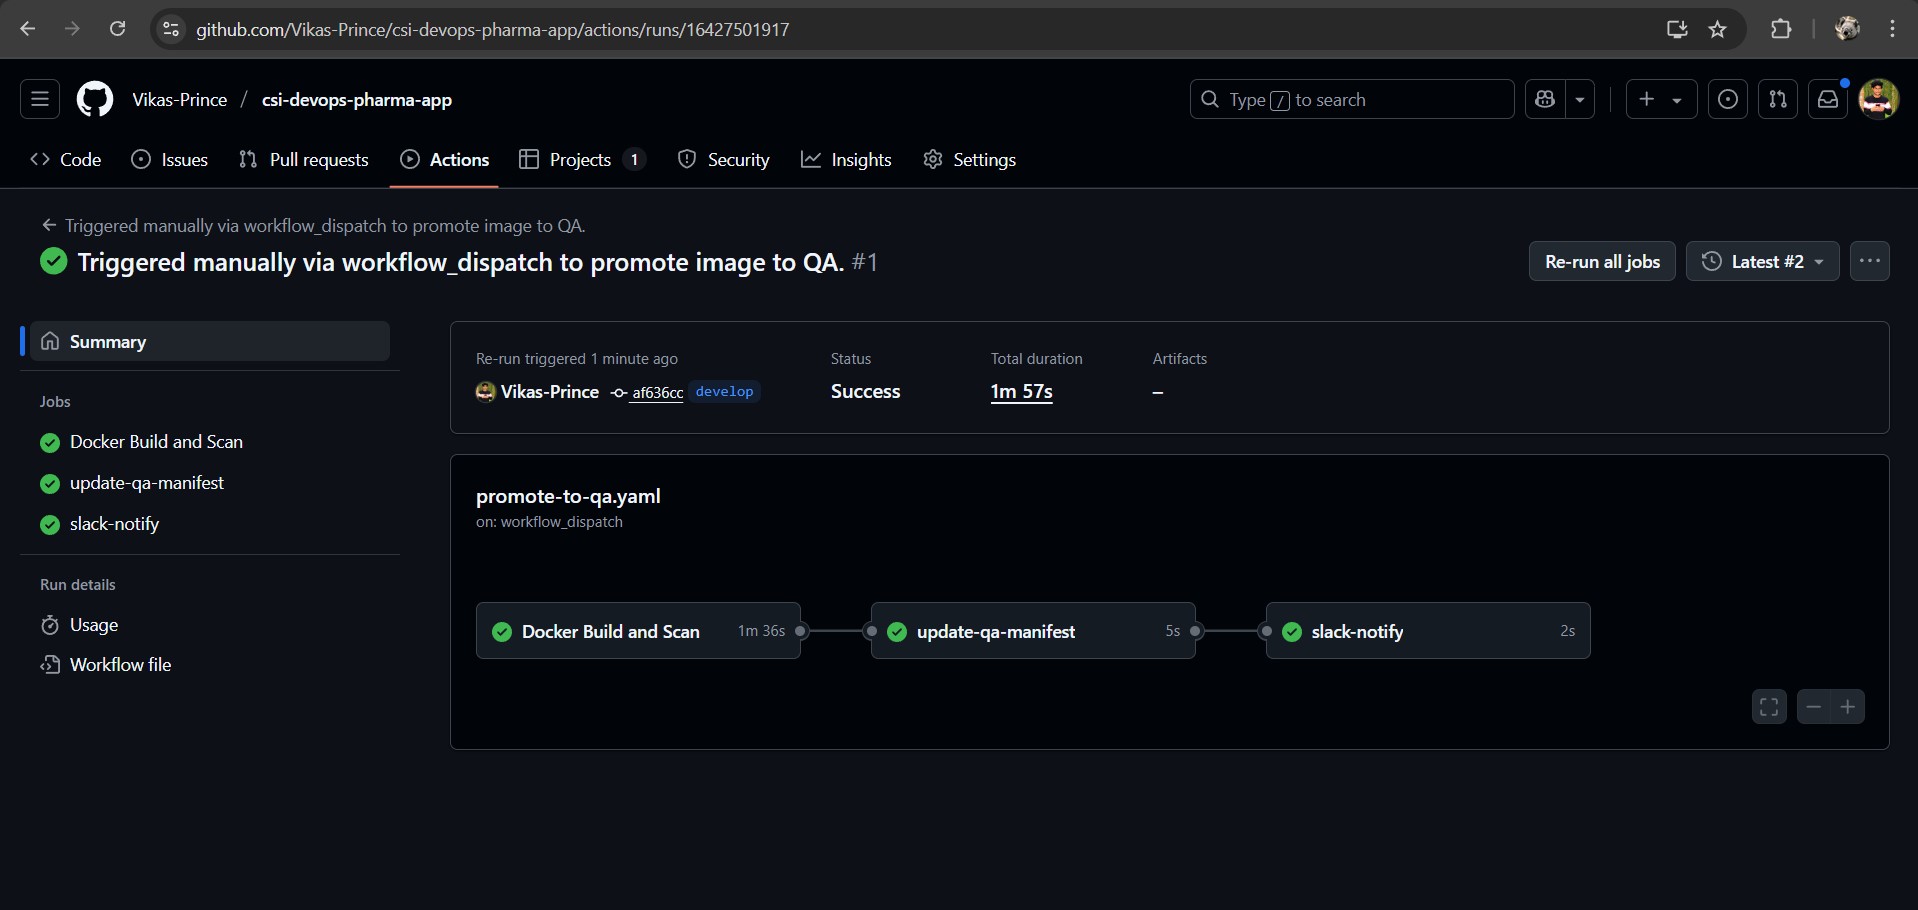 github.com/Vikas-Prince/csi-devops-pharma-app/actions/runs/16427501917
Vikas-Prince / csi-devops-pharma-app
Type / to search
Code
Issues
Pull requests
Actions
Projects 1
Security
Insights
Settings
Triggered manually via workflow_dispatch to promote image to QA.
Triggered manually via workflow_dispatch to promote image to QA. #1
Re-run all jobs
Latest #2
Summary
Jobs
Docker Build and Scan
update-qa-manifest
slack-notify
Run details
Usage
Workflow file
Re-run triggered 1 minute ago
Vikas-Prince af636cc develop
Status
Success
Total duration
1m 57s
Artifacts
–
promote-to-qa.yaml
on: workflow_dispatch
Docker Build and Scan 1m 36s
update-qa-manifest 5s
slack-notify 2s